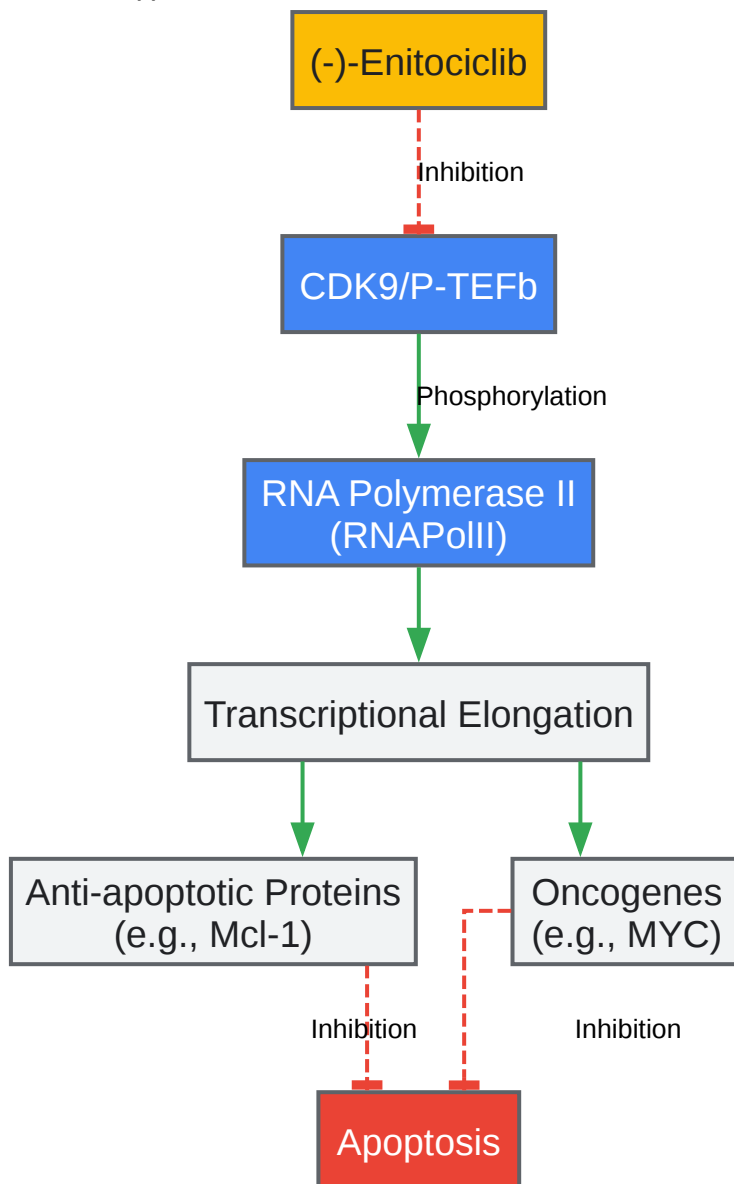 (-)-Enitociclib
Inhibition
CDK9/P-TEFb
Phosphorylation
RNA Polymerase II
(RNAPolII)
Transcriptional Elongation
Anti-apoptotic Proteins
(e.g., Mcl-1)
Oncogenes
(e.g., MYC)
Inhibition
Inhibition
Apoptosis